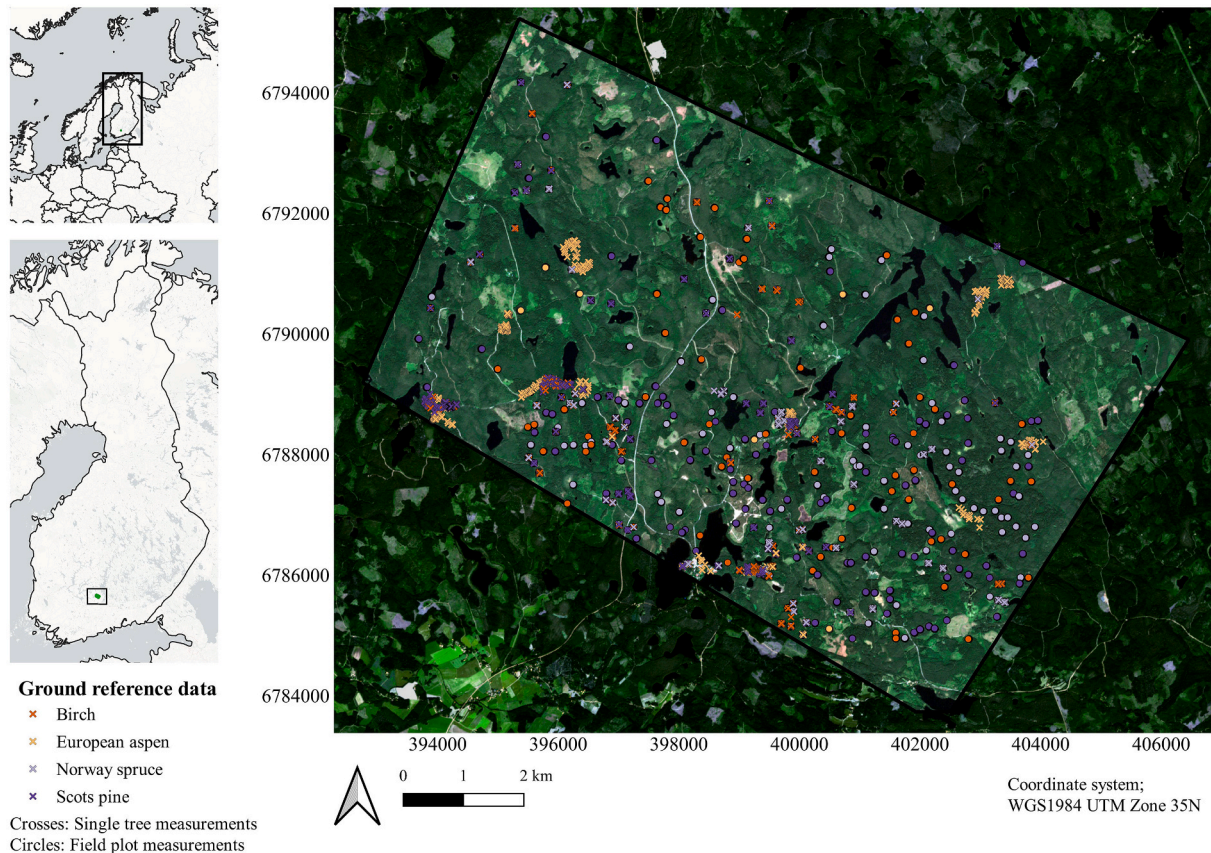 6794000
6792000
6790000
6788000
6786000
6784000
394000 396000 398000 400000 402000 404000 406000
Ground reference data
Birch
European aspen
Norway spruce
Scots pine
Crosses: Single tree measurements
Circles: Field plot measurements
0 1 2 km
Coordinate system;
WGS1984 UTM Zone 35N